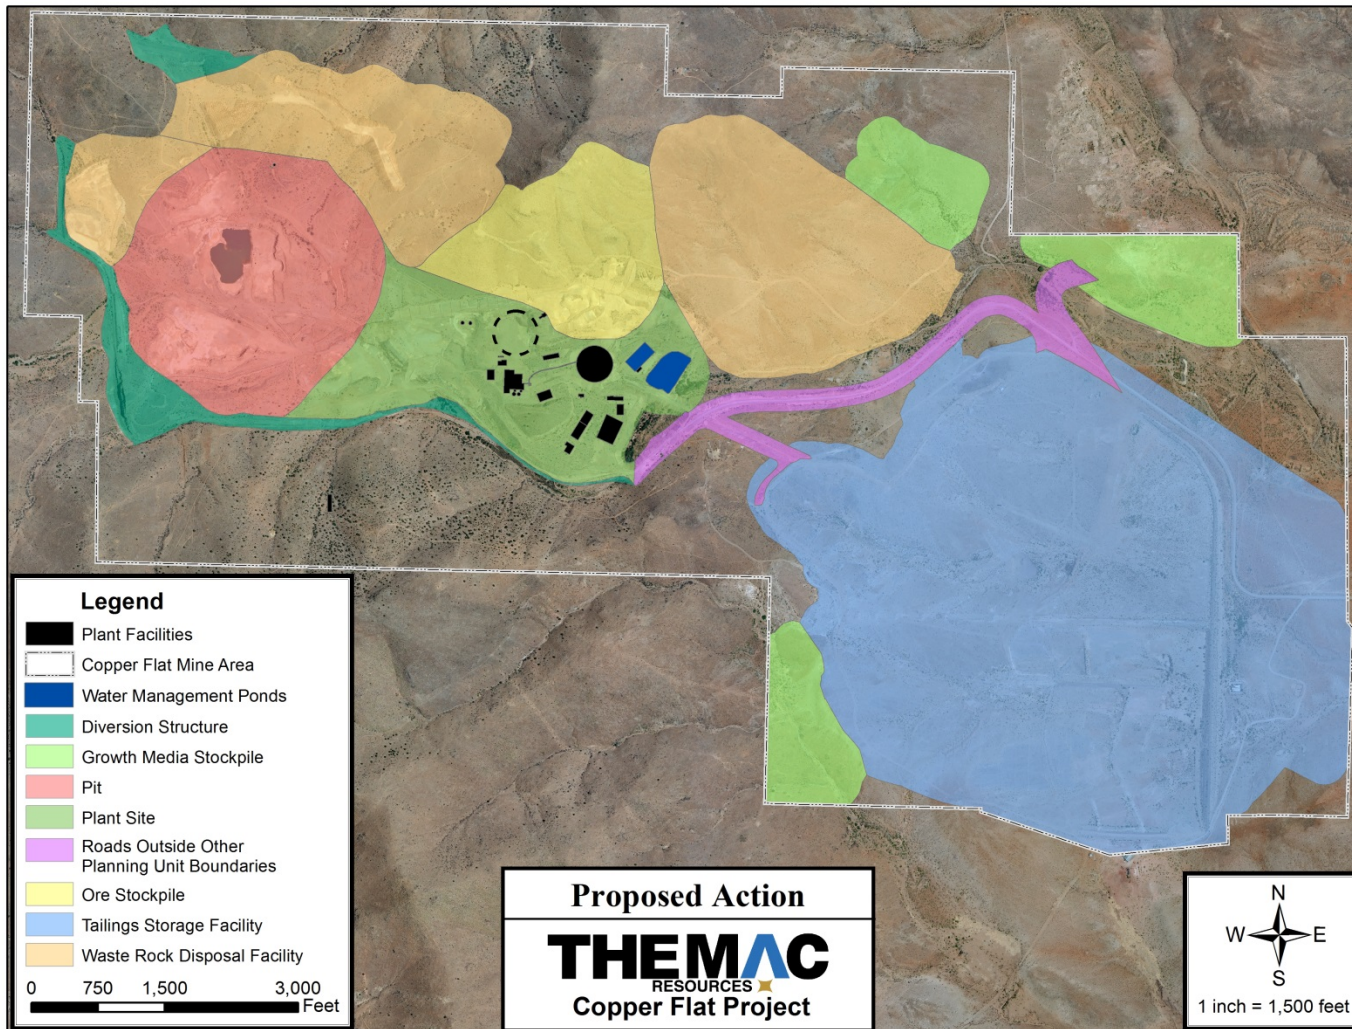 Legend
Plant Facilities
Copper Flat Mine Area
Water Management Ponds
Diversion Structure
Growth Media Stockpile
Pit
Plant Site
Roads Outside Other
Planning Unit Boundaries
Ore Stockpile
Tailings Storage Facility
Waste Rock Disposal Facility
0 750 1,500 3,000
Feet
Proposed Action
THEMAC
RESOURCES
Copper Flat Project
N
W E
S
1 inch = 1,500 feet